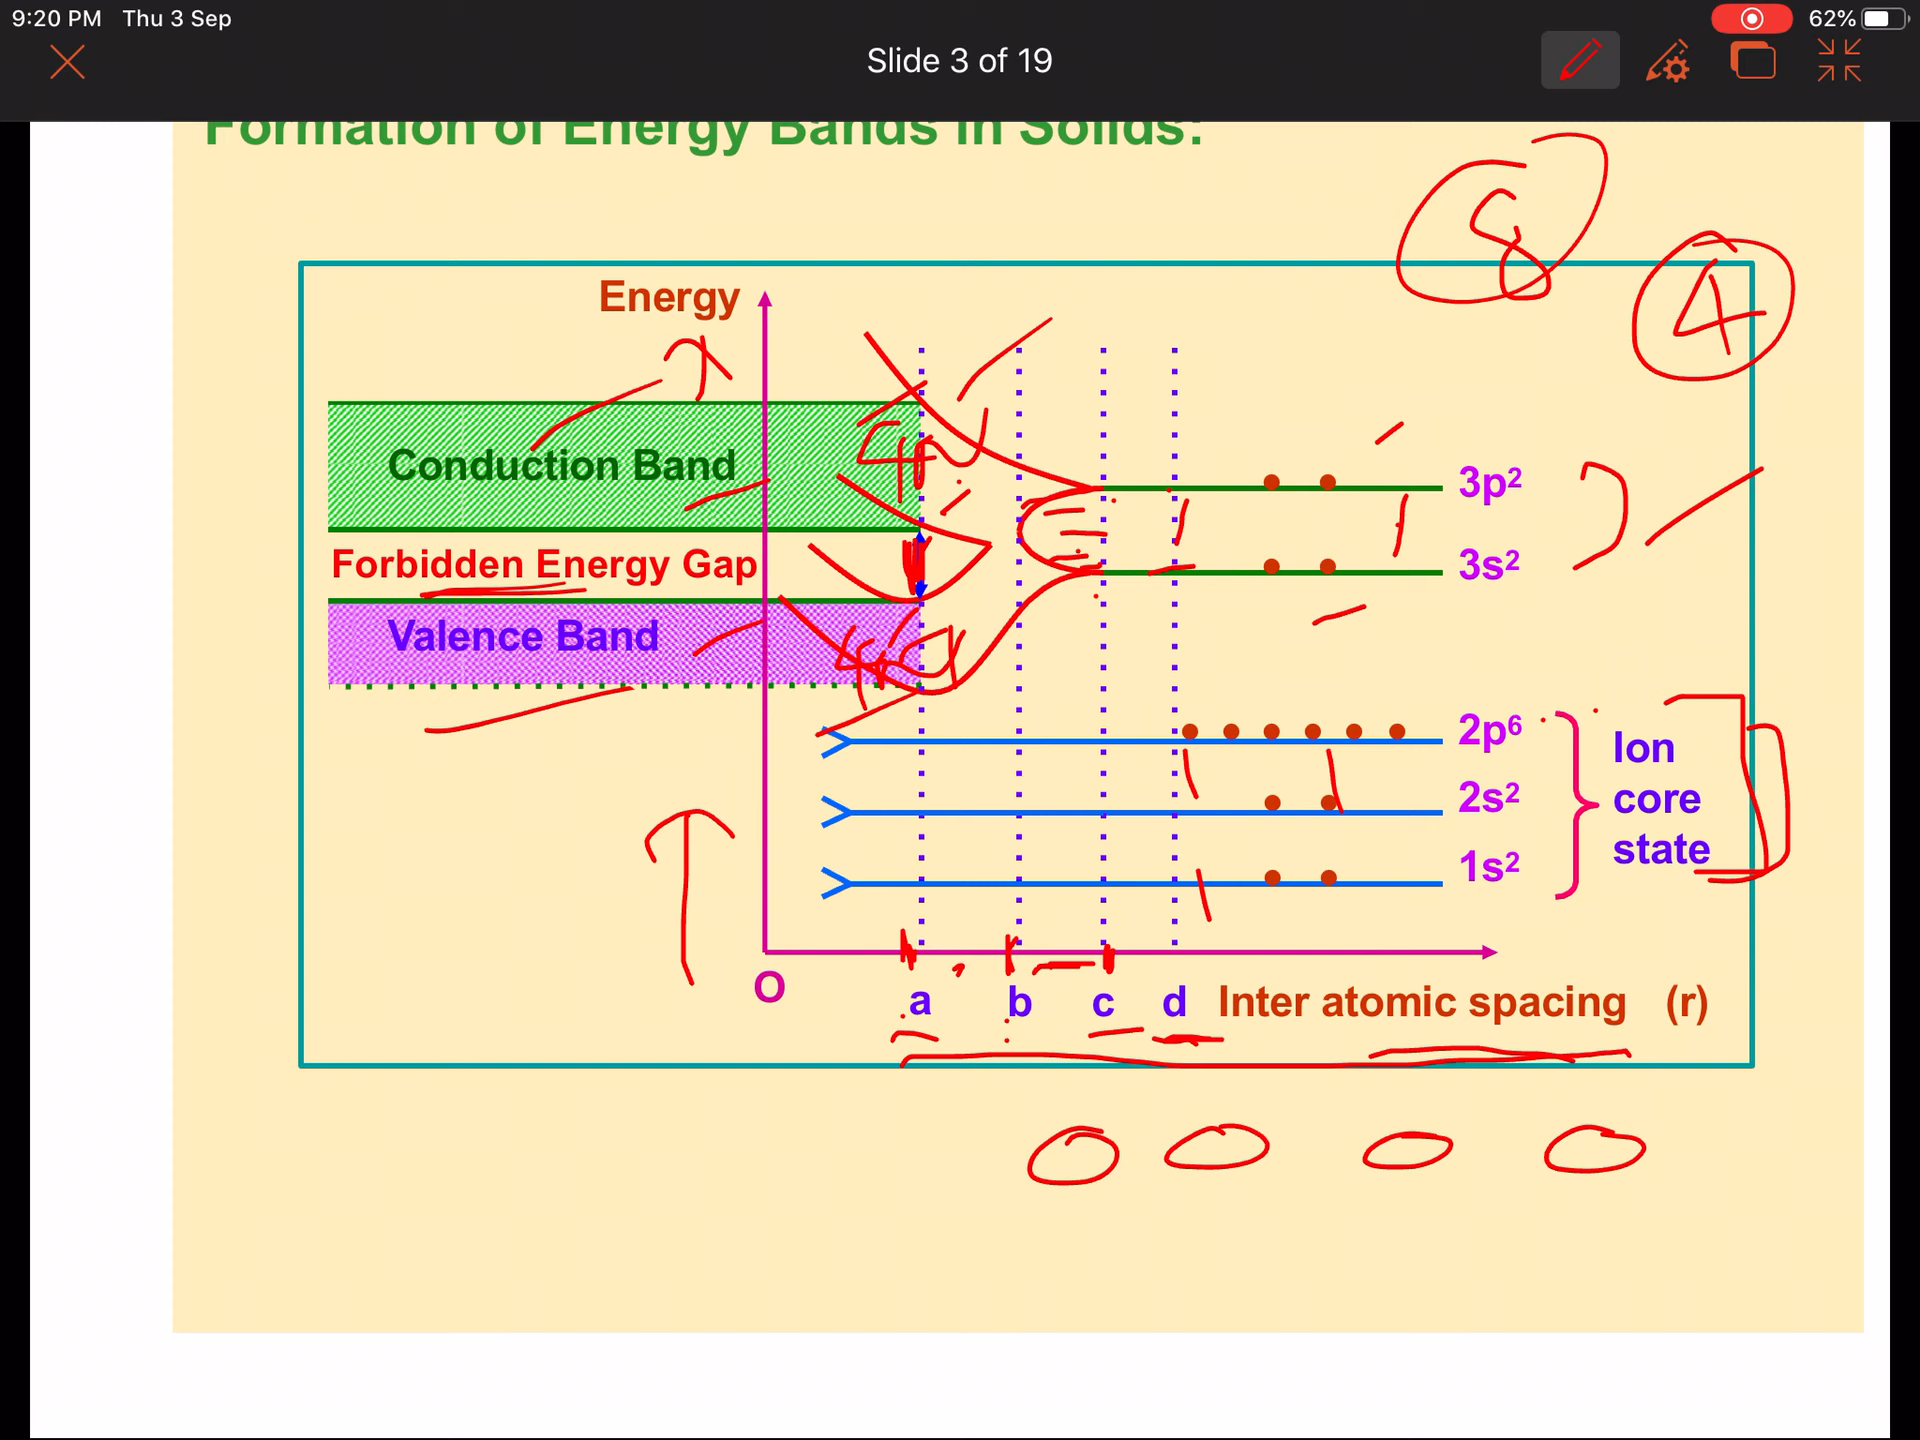 9:20 PM Thu 3 Sep
62%
Slide 3 of 19
Formation of Energy Bands in Solids:
8
4
Energy
Conduction Band
Forbidden Energy Gap
Valence Band
3p²
3s²
2p⁶
2s²
1s²
Ion
core
state
O
a b c d Inter atomic spacing (r)